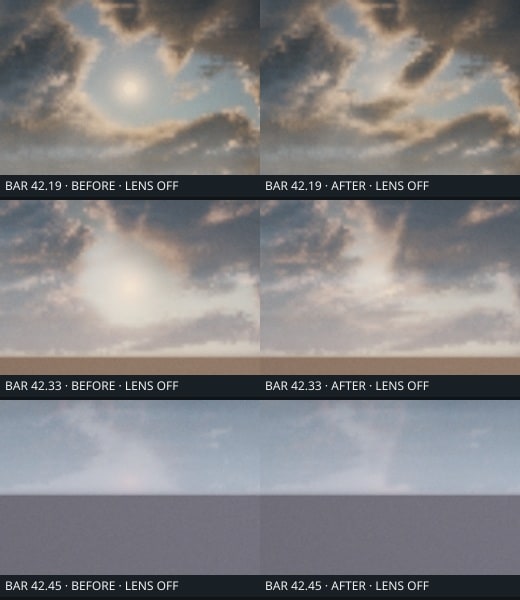 BAR 42.19 · BEFORE · LENS OFF
BAR 42.19 · AFTER · LENS OFF
BAR 42.33 · BEFORE · LENS OFF
BAR 42.33 · AFTER · LENS OFF
BAR 42.45 · BEFORE · LENS OFF
BAR 42.45 · AFTER · LENS OFF